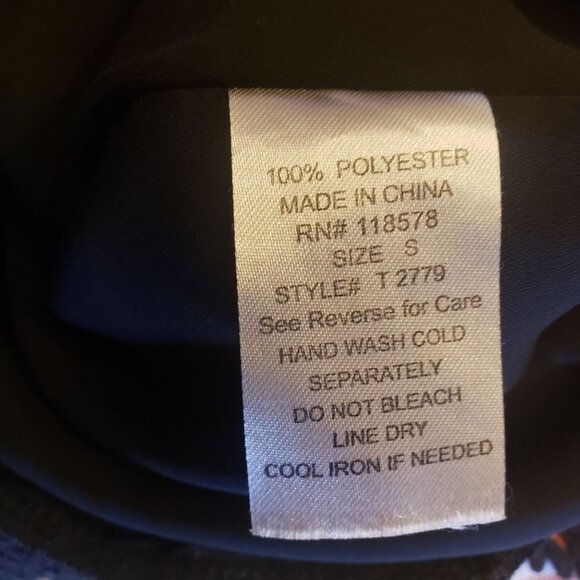 100% POLYESTER
MADE IN CHINA
RN# 118578
SIZE S
STYLE# T 2779
See Reverse for Care
HAND WASH COLD
SEPARATELY
DO NOT BLEACH
LINE DRY
COOL IRON IF NEEDED